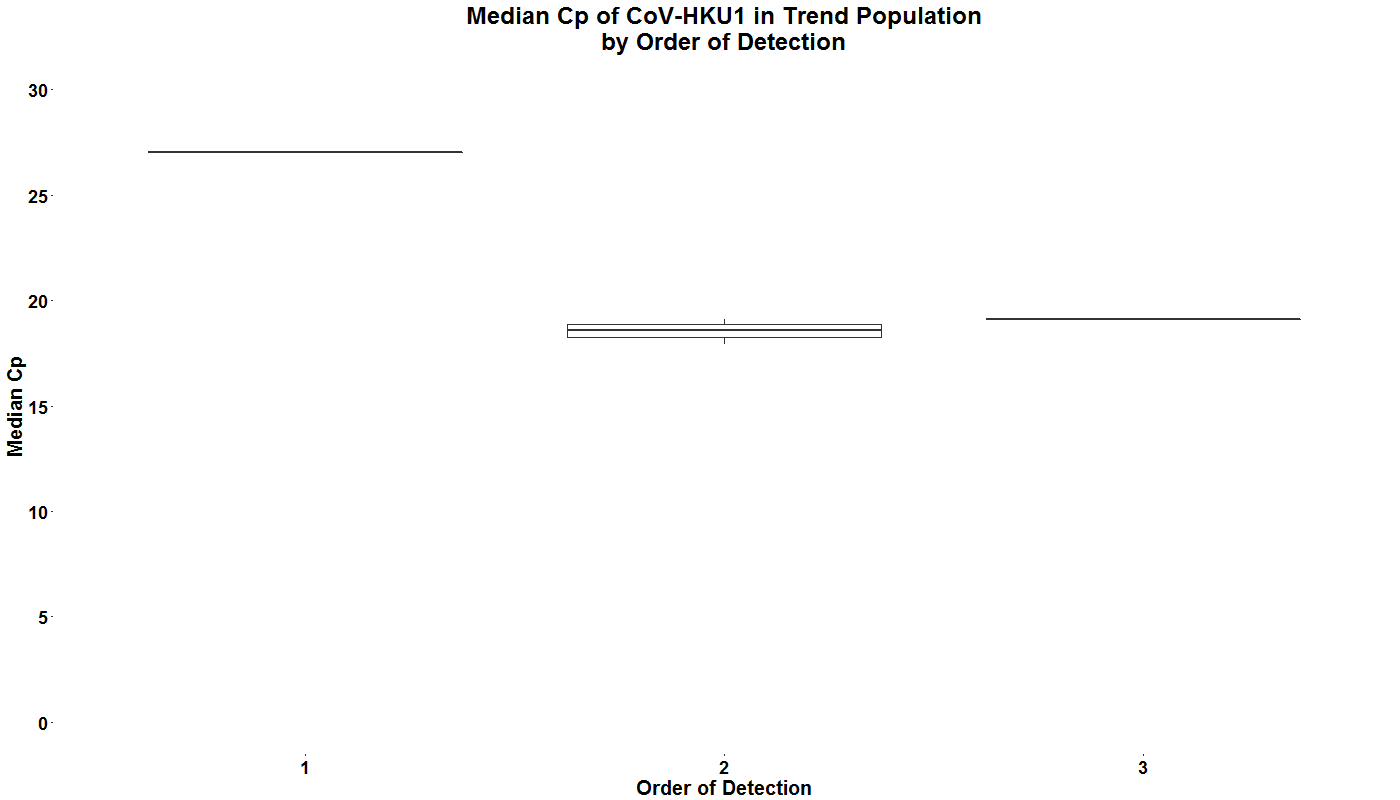 Median Cp of CoV-HKU1 in Trend Population
by Order of Detection
30
25
20
15
10
5
0
Median Cp
1 2 3
Order of Detection